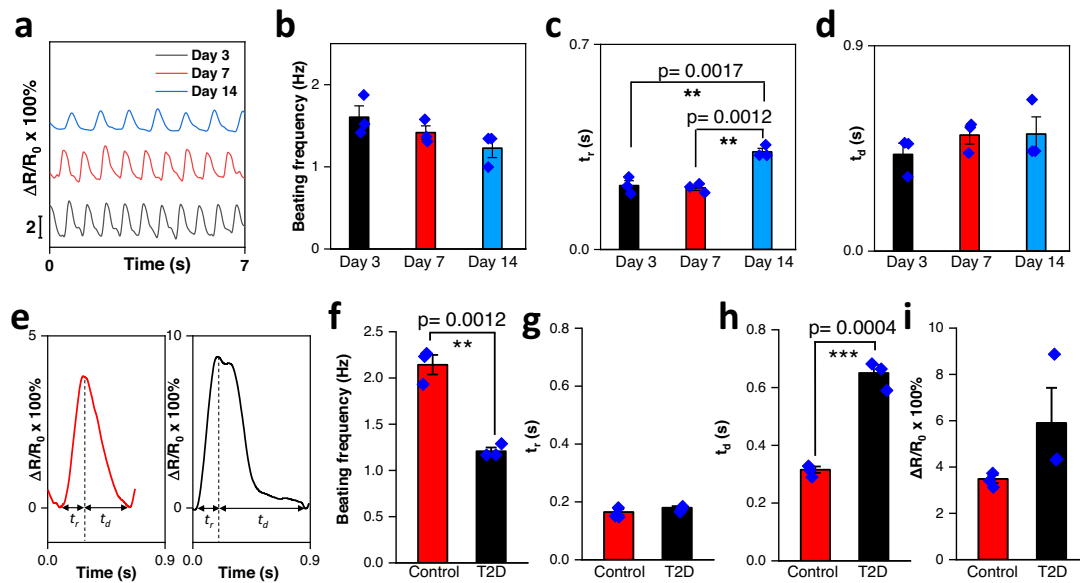 a
ΔR/R0 x 100%
Day 3
Day 7
Day 14
2
0
7
Time (s)
b
Beating frequency (Hz)
2
1
0
Day 3 Day 7 Day 14
c
tr (s)
0.7
0.0
p= 0.0017
**
p= 0.0012
**
Day 3 Day 7 Day 14
d
td (s)
0.9
0.0
Day 3 Day 7 Day 14
e
ΔR/R0 x 100%
5
0
tr td
0.9
Time (s)
ΔR/R0 x 100%
10
0
tr td
0.9
Time (s)
f
Beating frequency (Hz)
2.5
2.0
1.5
1.0
0.5
0.0
p= 0.0012
**
Control T2D
g
tr (s)
0.8
0.6
0.4
0.2
0.0
Control T2D
h
td (s)
0.8
0.6
0.4
0.2
0.0
p= 0.0004
***
Control T2D
i
ΔR/R0 x 100%
10
8
6
4
2
0
Control T2D